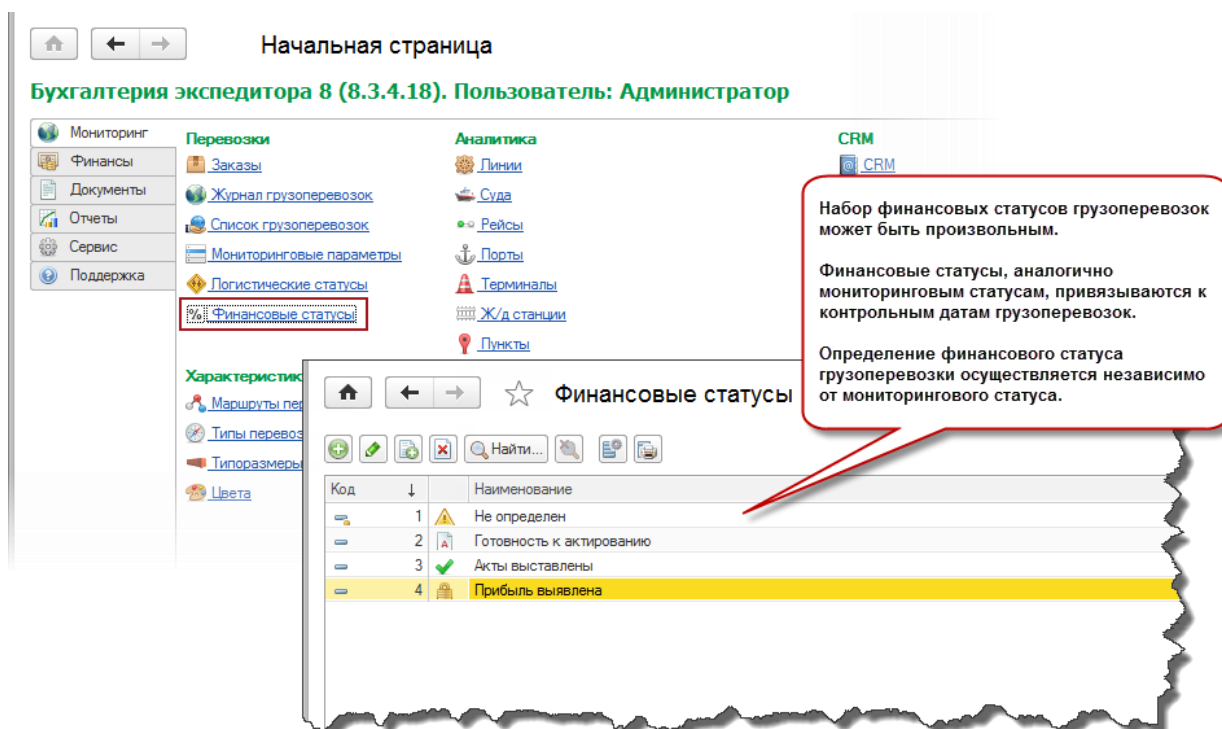 Начальная страница
Бухгалтерия экспедитора 8 (8.3.4.18). Пользователь: Администратор
Мониторинг
Финансы
Документы
Отчеты
Сервис
Поддержка
Перевозки
Заказы
Журнал грузоперевозок
Список грузоперевозок
Мониторинговые параметры
Логистические статусы
% Финансовые статусы
Аналитика
Линии
Суда
Рейсы
Порты
Терминалы
Ж/д станции
Пункты
CRM
CRM
Набор финансовых статусов грузоперевозок
может быть произвольным.
Финансовые статусы, аналогично
мониторинговым статусам, привязываются к
контрольным датам грузоперевозок.
Определение финансового статуса
грузоперевозки осуществляется независимо
от мониторингового статуса.
Характеристик
Маршруты пер
Типы перевоз
Типоразмеры
Цвета
Финансовые статусы
Найти...
Код ↓ Наименование
1 Не определен
2 Готовность к актированию
3 Акты выставлены
4 Прибыль выявлена